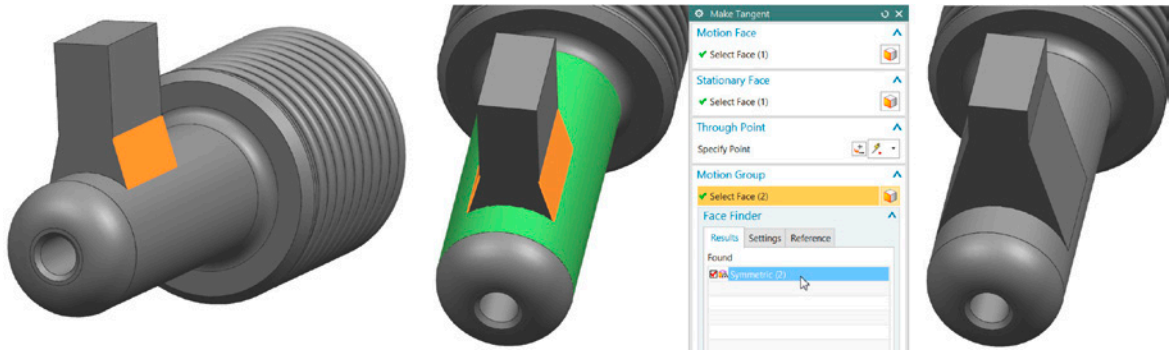 Make Tangent
Motion Face
Select Face (1)
Stationary Face
Select Face (1)
Through Point
Specify Point
Motion Group
Select Face (2)
Face Finder
Results Settings Reference
Found
Symmetric (2)